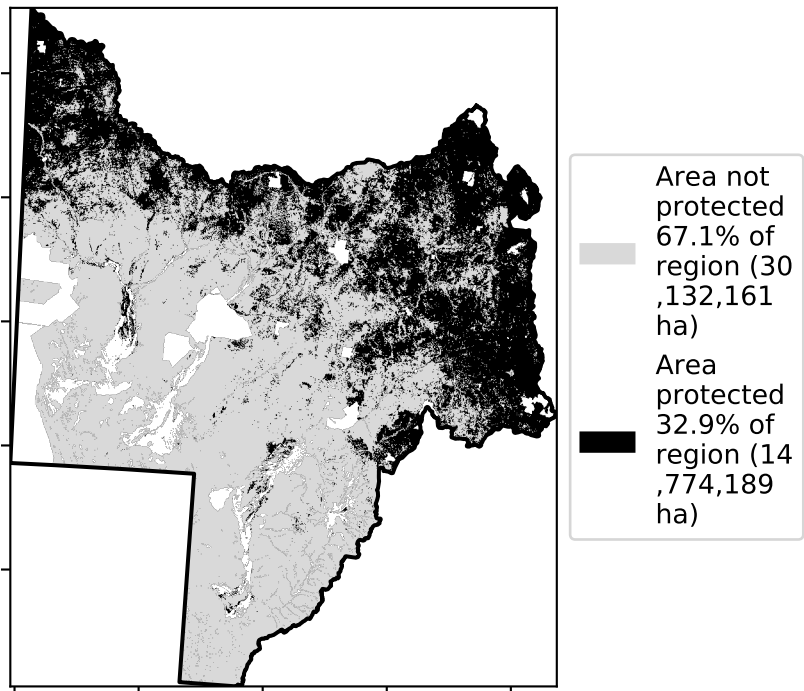 Area not
protected
67.1% of
region (30
,132,161
ha)
Area
protected
32.9% of
region (14
,774,189
ha)